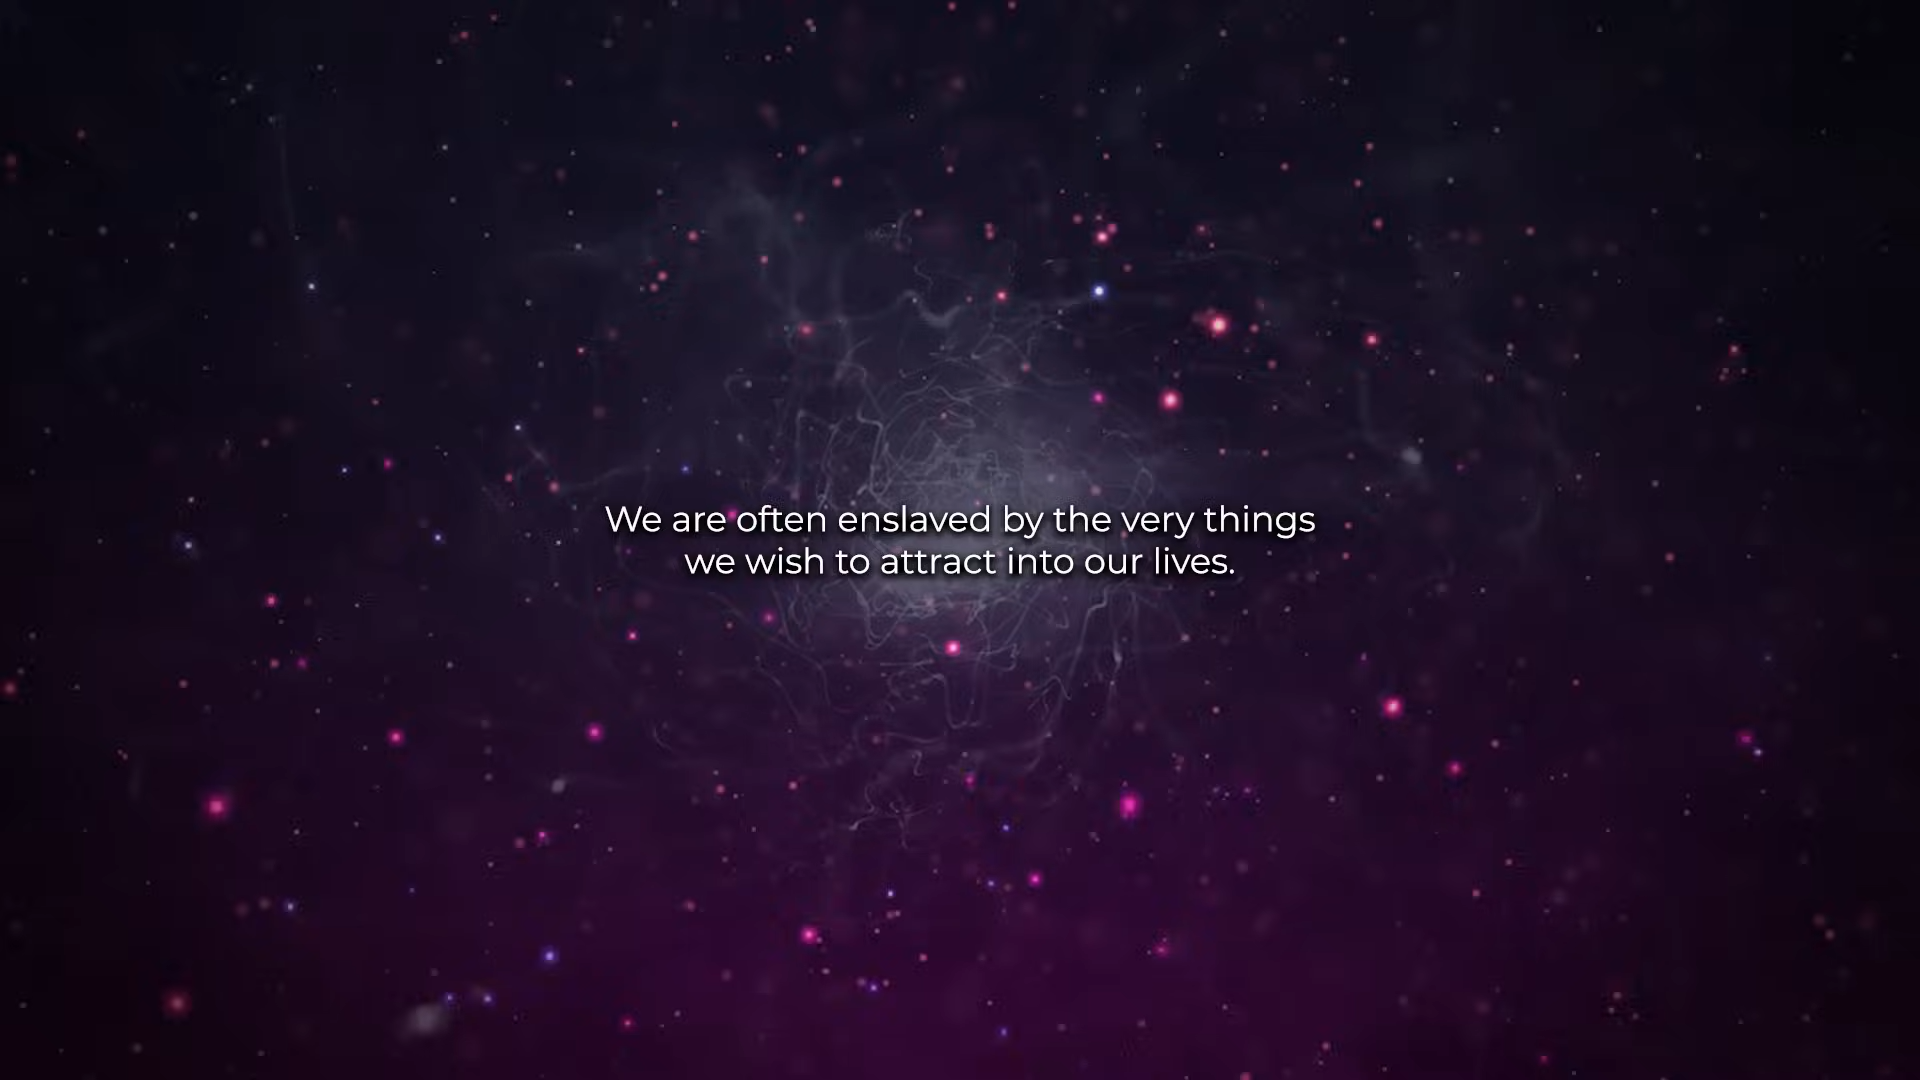 We are often enslaved by the very things
we wish to attract into our lives.